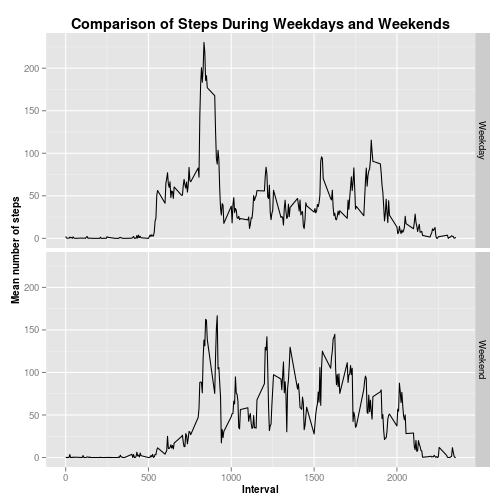 Comparison of Steps During Weekdays and Weekends
Mean number of steps
200
150
100
50
0
Weekday
200
150
100
50
0
Weekend
0 500 1000 1500 2000
Interval